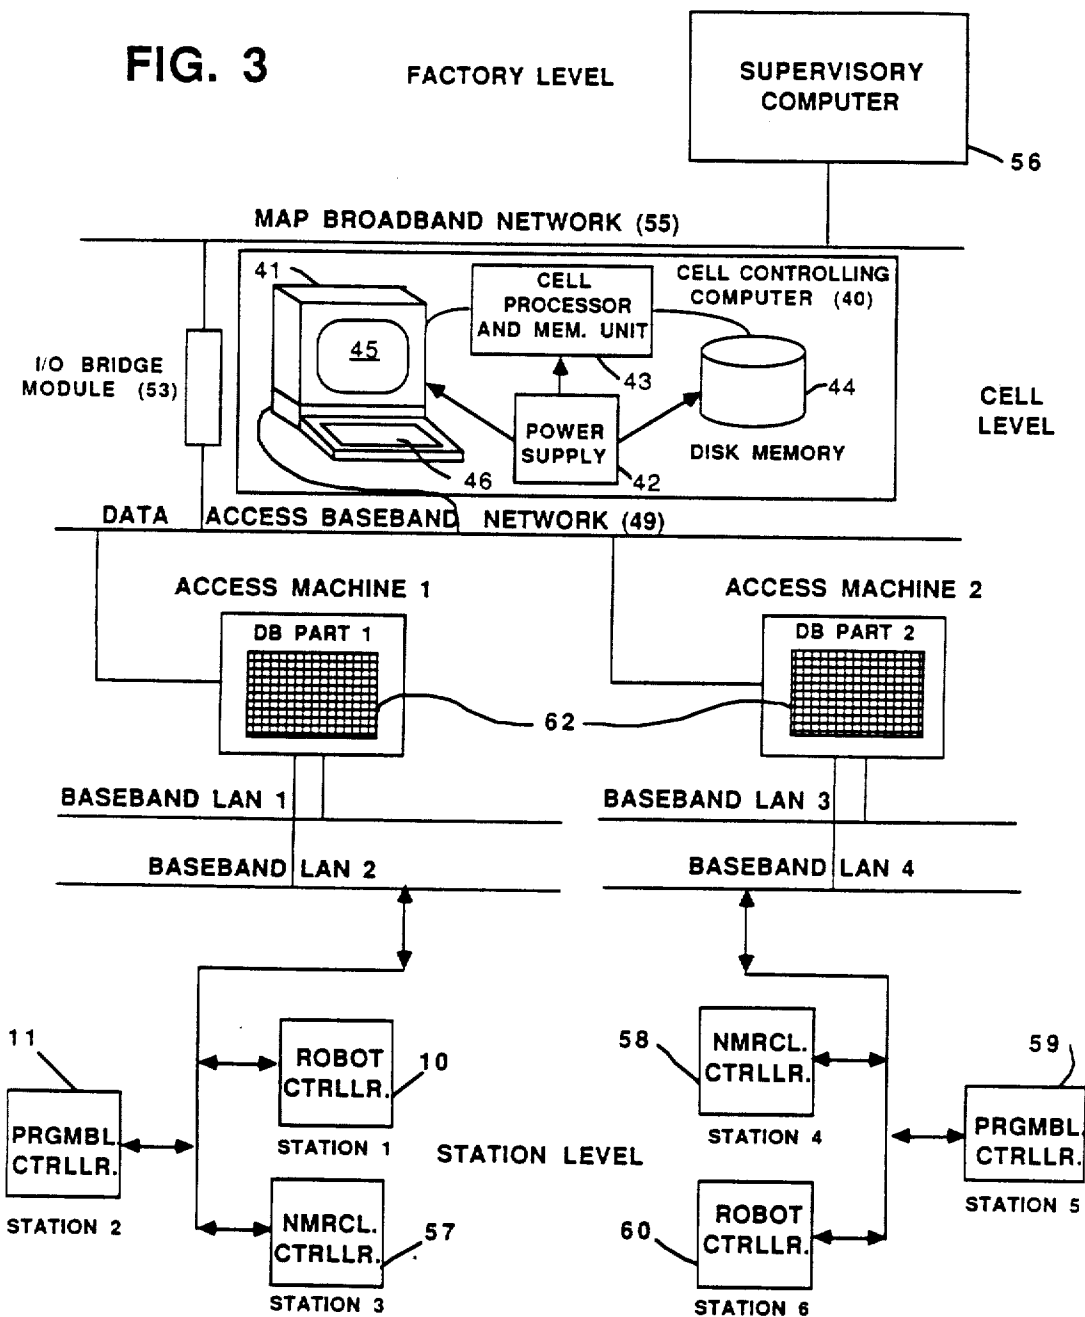 FIG. 3
FACTORY LEVEL
SUPERVISORY
COMPUTER
56
MAP BROADBAND NETWORK (55)
41
CELL
PROCESSOR
AND MEM. UNIT
CELL CONTROLLING
COMPUTER (40)
45
I/O BRIDGE
MODULE (53)
43
44
CELL
LEVEL
POWER
SUPPLY
DISK MEMORY
46
42
DATA ACCESS BASEBAND NETWORK (49)
ACCESS MACHINE 1
ACCESS MACHINE 2
DB PART 1
DB PART 2
62
BASEBAND LAN 1
BASEBAND LAN 3
BASEBAND LAN 2
BASEBAND LAN 4
11
ROBOT
CTRLLR.
10
58
NMRCL.
CTRLLR.
59
PRGMBL.
CTRLLR.
STATION 1
STATION 4
PRGMBL.
CTRLLR.
STATION LEVEL
STATION 2
STATION 5
NMRCL.
CTRLLR.
57
60
ROBOT
CTRLLR.
STATION 3
STATION 6